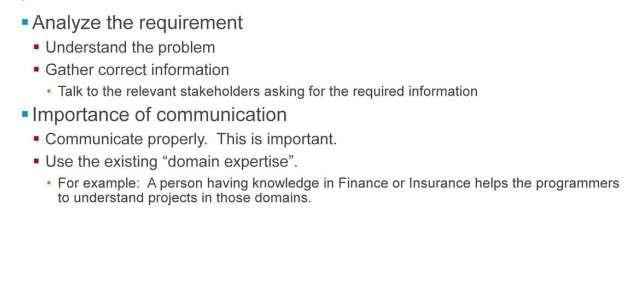 Analyze the requirement
Understand the problem
Gather correct information
Talk to the relevant stakeholders asking for the required information
Importance of communication
Communicate properly.  This is important.
Use the existing “domain expertise”.
For example:  A person having knowledge in Finance or Insurance helps the programmers
to understand projects in those domains.